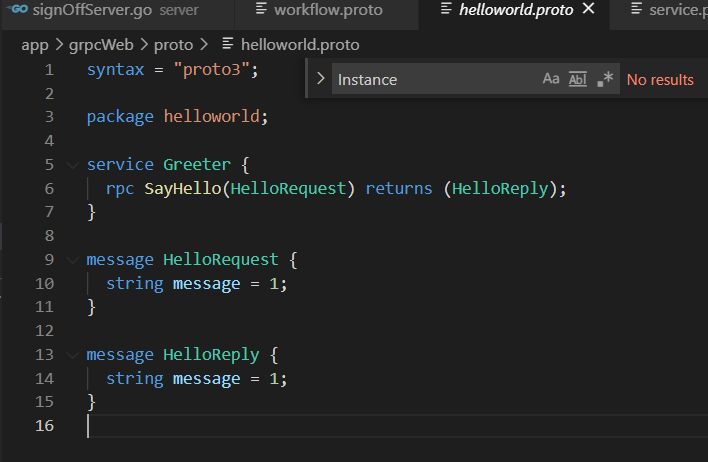 signOffServer.go server
workflow.proto
helloworld.proto
service.p
app > grpcWeb > proto > helloworld.proto
Instance
Aa Abl .* No results
1 syntax = "proto3";
2
3 package helloworld;
4
5 service Greeter {
6 rpc SayHello(HelloRequest) returns (HelloReply);
7 }
8
9 message HelloRequest {
10 string message = 1;
11 }
12
13 message HelloReply {
14 string message = 1;
15 }
16